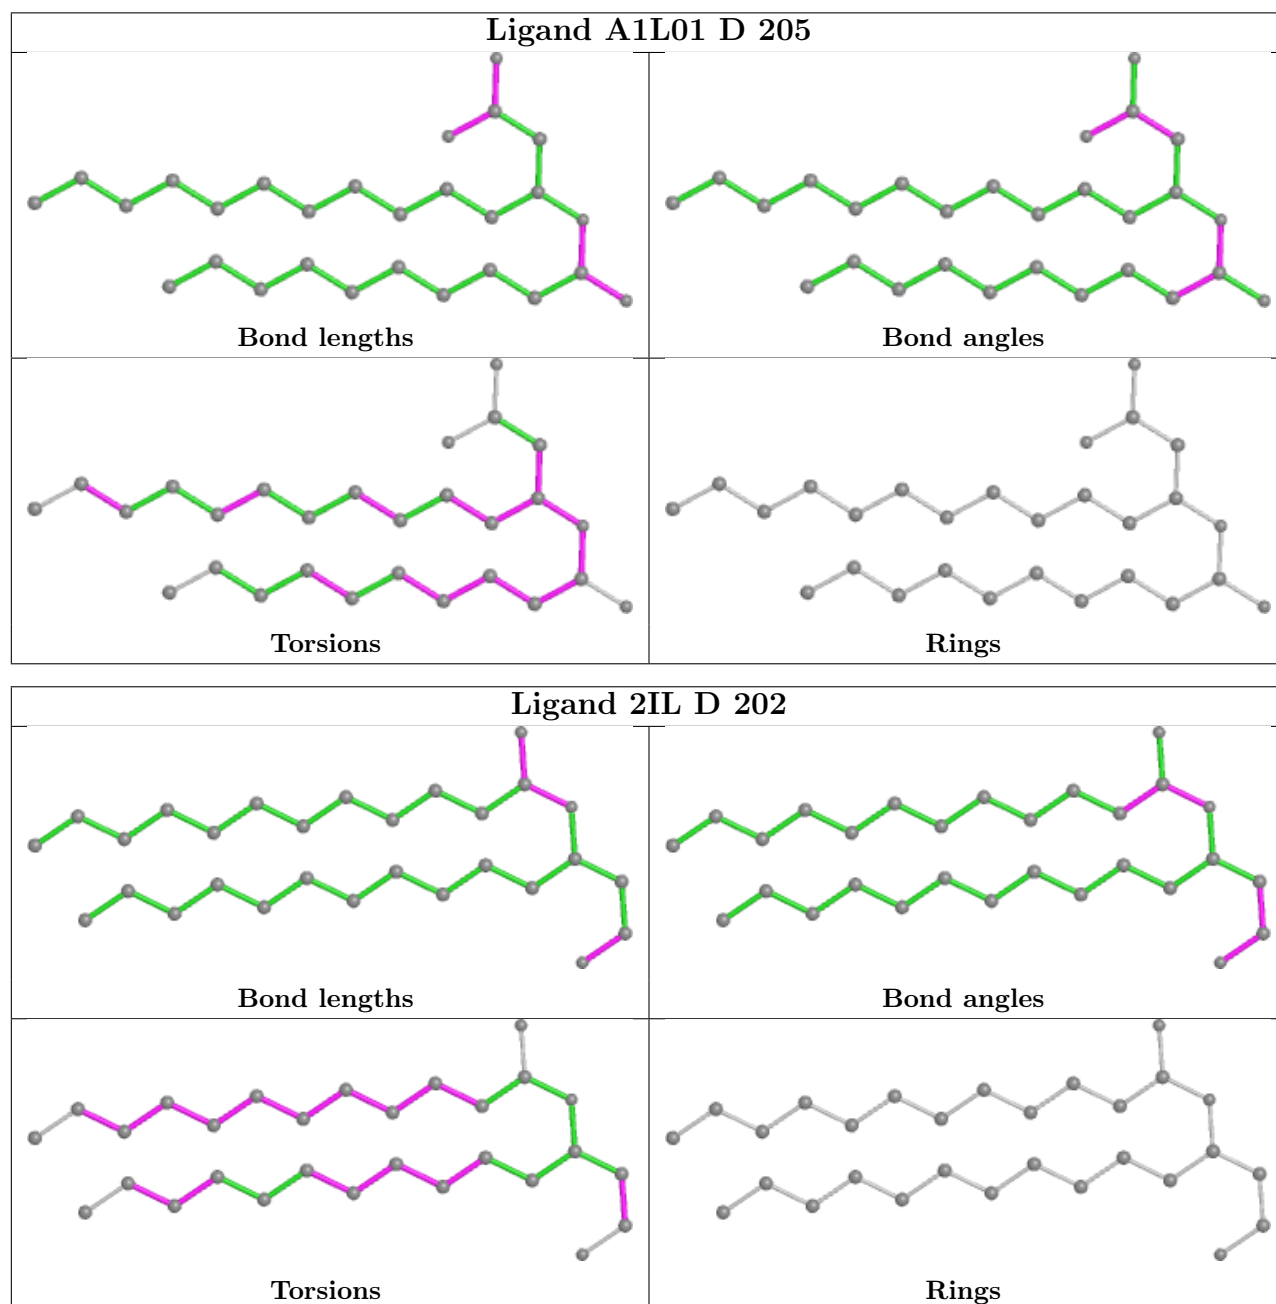 Ligand A1L01 D 205
Bond lengths
Bond angles
Torsions
Rings
Ligand 2IL D 202
Bond lengths
Bond angles
Torsions
Rings